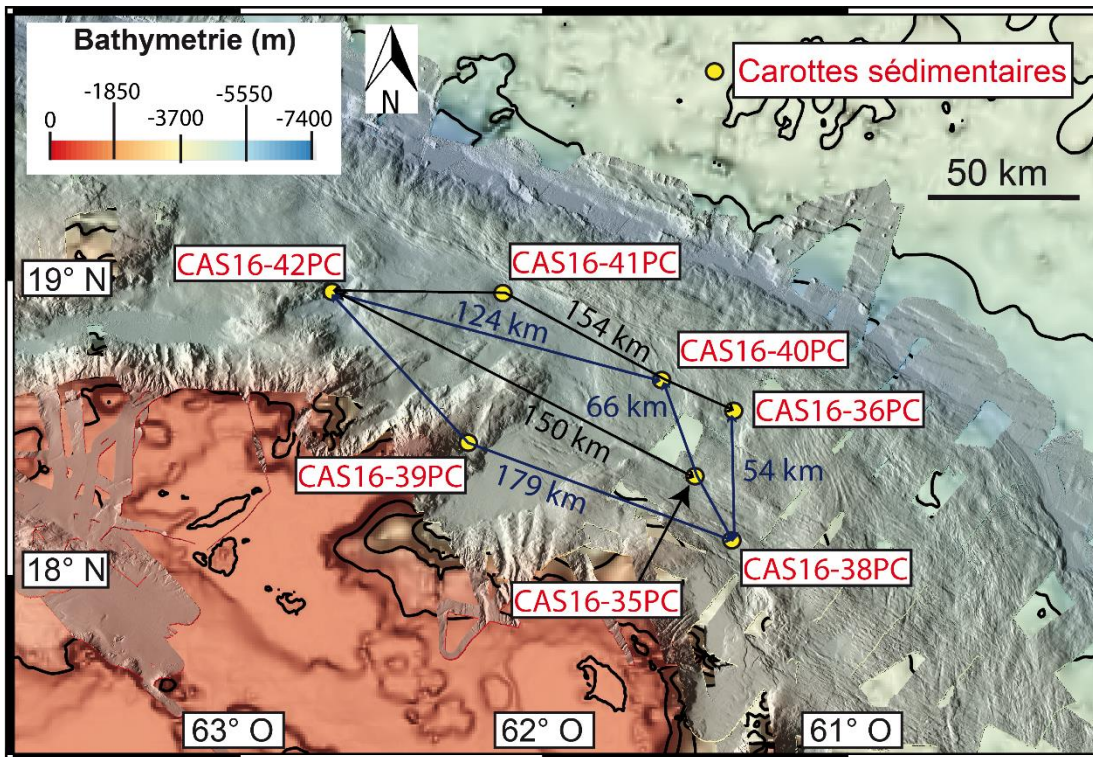 Bathymetrie (m)
-1850
-5550
0
-3700
-7400
N
Carottes sédimentaires
50 km
19° N
CAS16-42PC
CAS16-41PC
124 km
154 km
CAS16-40PC
66 km
CAS16-36PC
150 km
CAS16-39PC
179 km
54 km
18° N
CAS16-38PC
CAS16-35PC
63° O
62° O
61° O